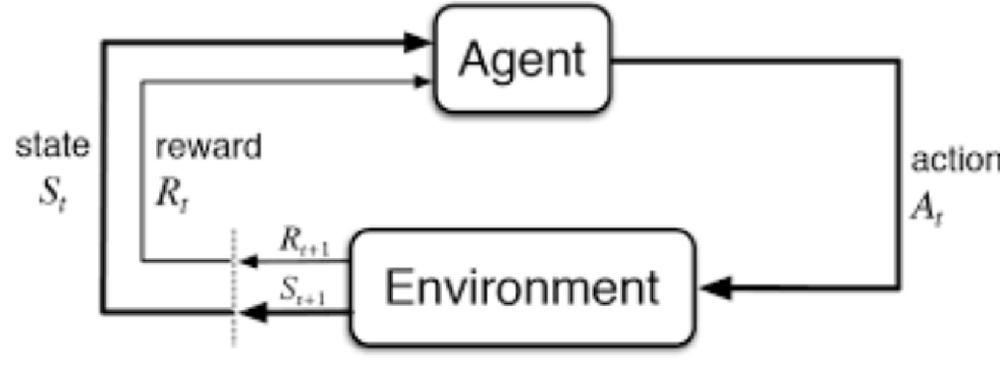 Agent
state
S_t
reward
R_t
action
A_t
R_{t+1}
S_{t+1}
Environment